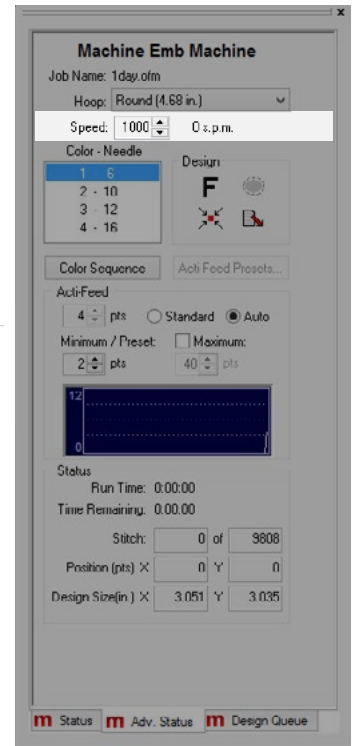 x
Machine Emb Machine
Job Name: 1day.ofm
Hoop: Round (4.68 in.)
Speed: 1000 0 s.p.m.
Color - Needle
Design
1 - 6
2 - 10
3 - 12
4 - 16
F
Color Sequence Acti Feed Presets...
Acti-Feed
4 pts Standard Auto
Minimum / Preset: Maximum:
2 pts 40 pts
12
0
Status
Run Time: 0:00:00
Time Remaining: 0:00:00
Stitch: 0 of 9808
Position (pts) X 0 Y 0
Design Size(in.) X 3.051 Y 3.035
m Status m Adv. Status m Design Queue